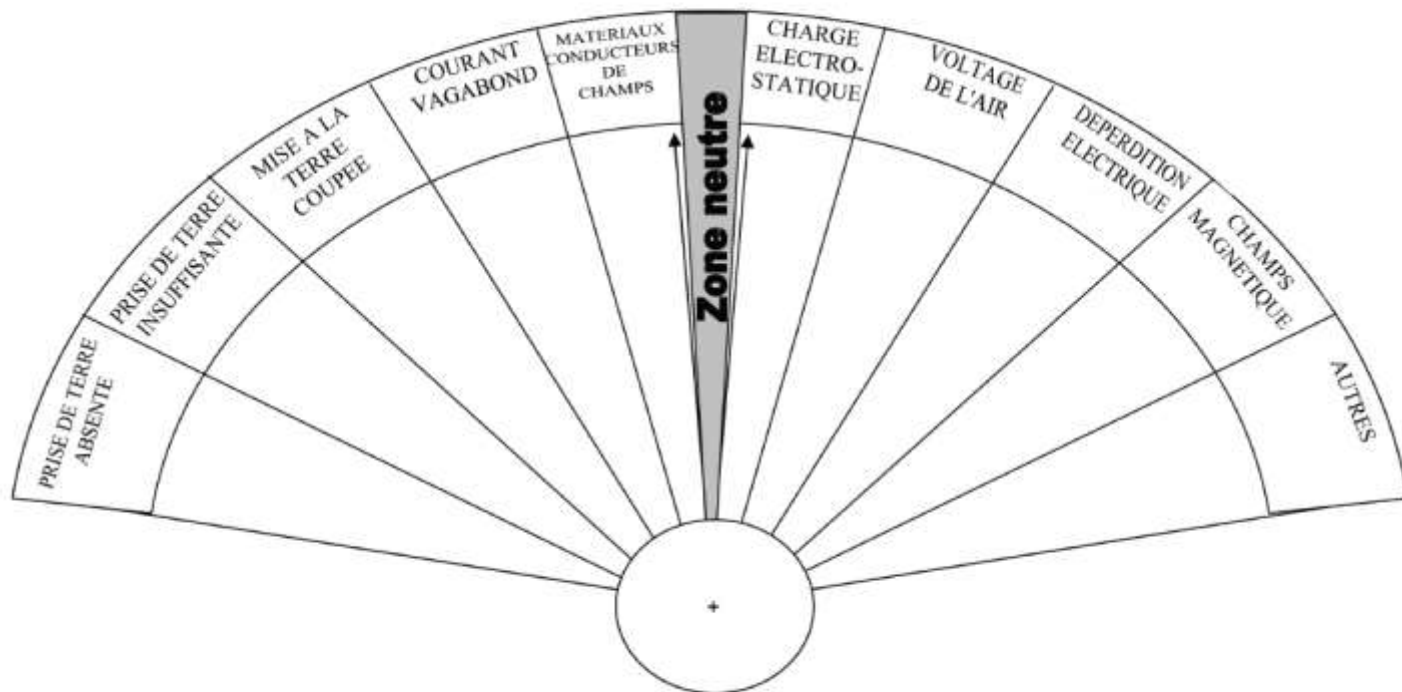 PRISE DE TERRE
ABSENTE
PRISE DE TERRE
INSUFFISANTE
MISE A LA
TERRE
COUPEE
COURANT
VAGABOND
MATERIAUX
CONDUCTEURS
DE
CHAMPS
Zone neutre
CHARGE
ELECTRO-
STATIQUE
VOLTAGE
DE L'AIR
DEPERDITION
ELECTRIQUE
CHAMPS
MAGNETIQUE
AUTRES
+